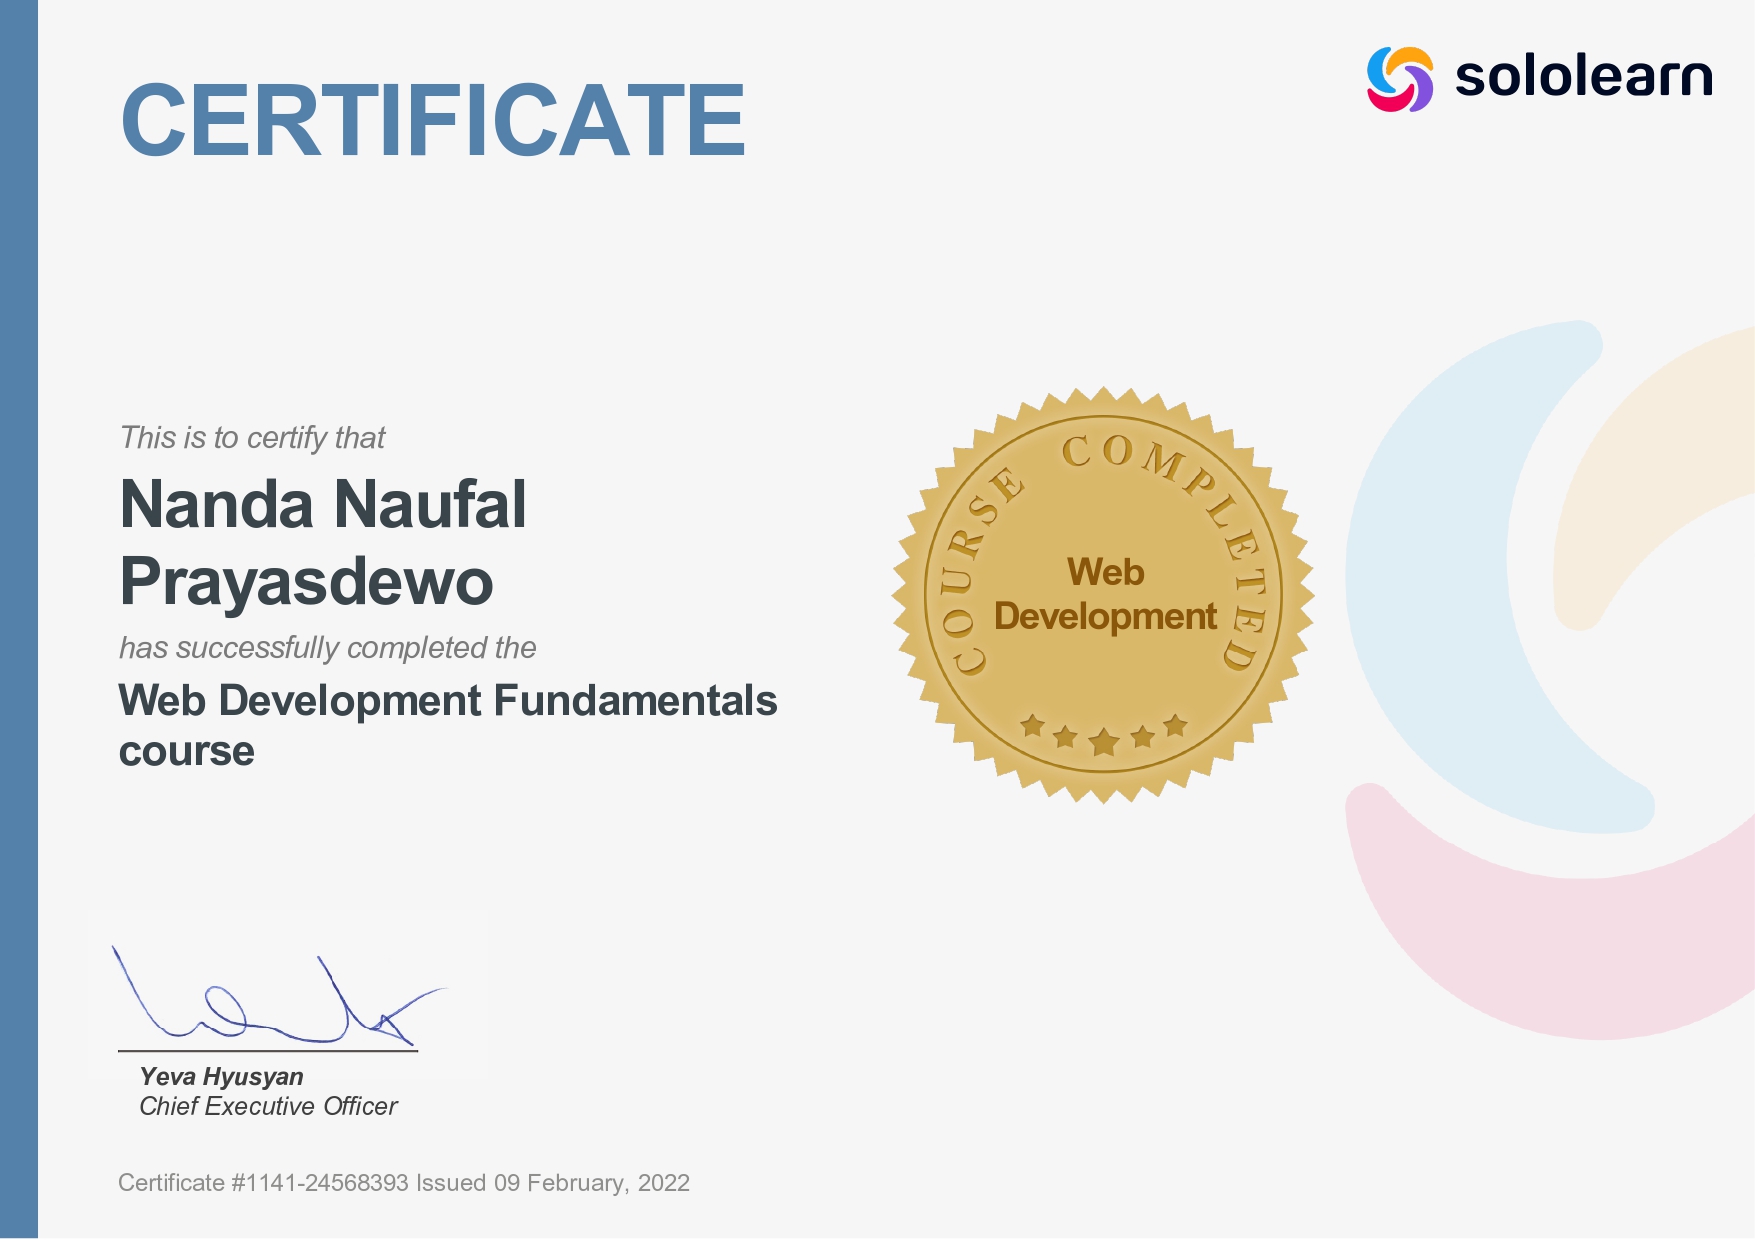 CERTIFICATE
sololearn
This is to certify that
Nanda Naufal
Prayasdewo
has successfully completed the
Web Development Fundamentals
course
COURSE COMPLETED
Web
Development
Yeva Hyusyan
Chief Executive Officer
Certificate #1141-24568393 Issued 09 February, 2022